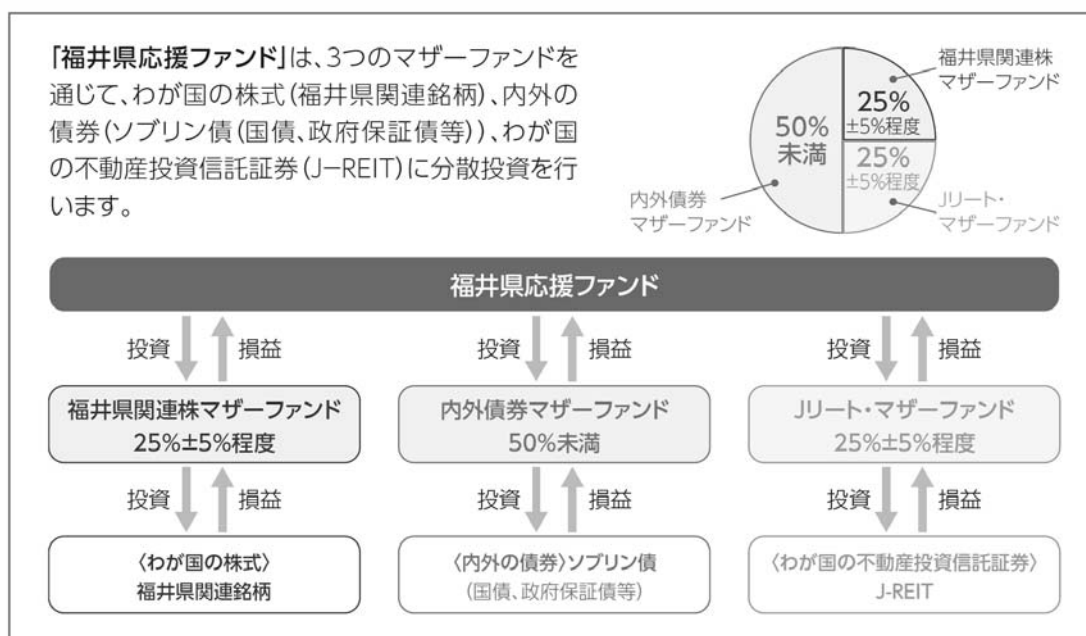 「福井県応援ファンド」は、3つのマザーファンドを
通じて、わが国の株式(福井県関連銘柄)、内外の
債券(ソブリン債(国債、政府保証債等))、わが国
の不動産投資信託証券(J-REIT)に分散投資を行
います。
福井県関連株
マザーファンド
25%
±5%程度
50%
未満
25%
±5%程度
内外債券
マザーファンド
Jリート・
マザーファンド
福井県応援ファンド
投資 損益 投資 損益 投資 損益
福井県関連株マザーファンド
25%±5%程度
内外債券マザーファンド
50%未満
Jリート・マザーファンド
25%±5%程度
投資 損益 投資 損益 投資 損益
〈わが国の株式〉
福井県関連銘柄
〈内外の債券〉ソブリン債
(国債、政府保証債等)
〈わが国の不動産投資信託証券〉
J-REIT